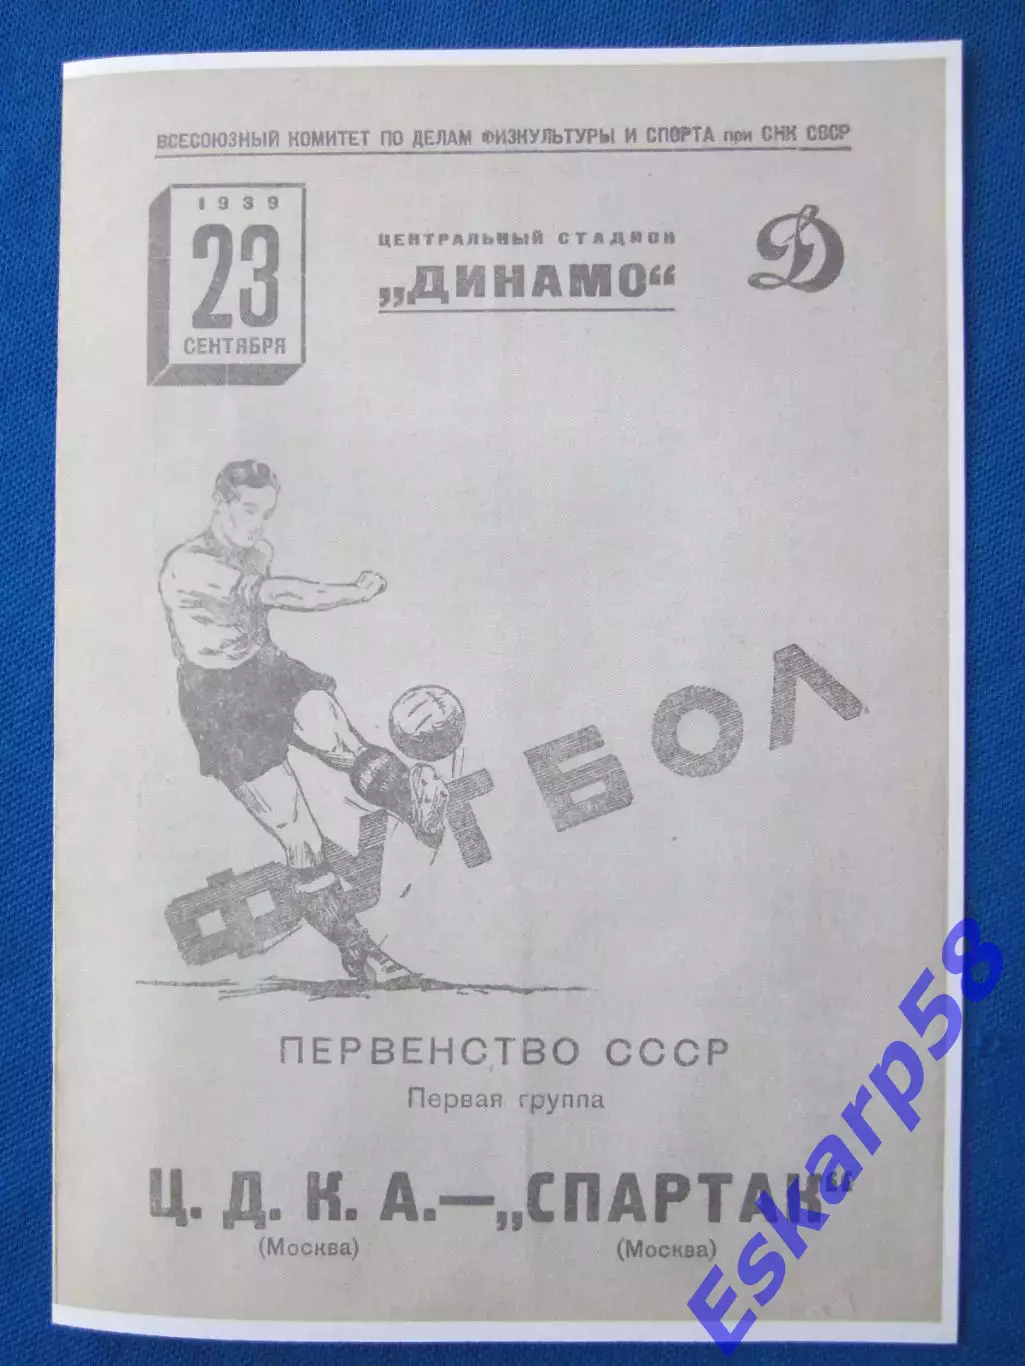 ВСЕСОЮЗНЫЙ КОМИТЕТ ПО ДЕЛАМ ФИЗКУЛЬТУРЫ И СПОРТА при СНК СССР
1939
23
СЕНТЯБРЯ
ЦЕНТРАЛЬНЫЙ СТАДИОН
„ДИНАМО“
Д
ФУТБОЛ
ПЕРВЕНСТВО СССР
Первая группа
Ц. Д. К. А.—„СПАРТАК“
(Москва) (Москва)
Eskarp58